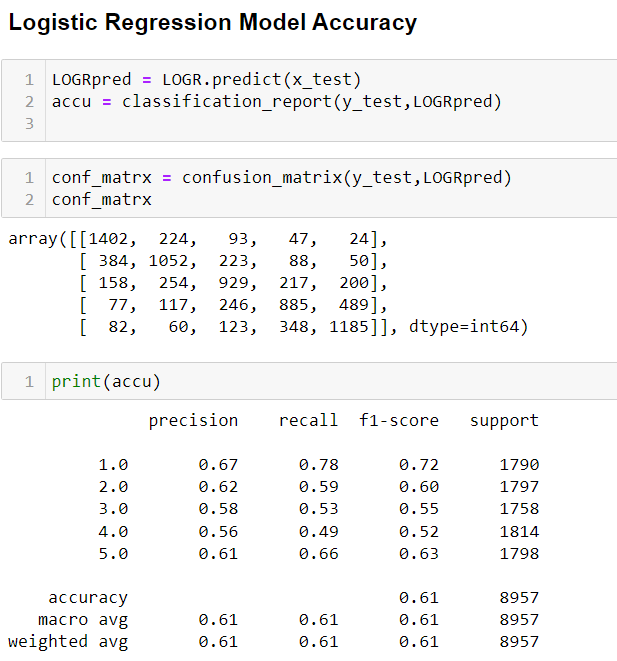 Logistic Regression Model Accuracy
1 LOGRpred = LOGR.predict(x_test)
2 accu = classification_report(y_test,LOGRpred)
3
1 conf_matrx = confusion_matrix(y_test,LOGRpred)
2 conf_matrx
array([[1402, 224, 93, 47, 24],
[ 384, 1052, 223, 88, 50],
[ 158, 254, 929, 217, 200],
[ 77, 117, 246, 885, 489],
[ 82, 60, 123, 348, 1185]], dtype=int64)
1 print(accu)
precision recall f1-score support
1.0 0.67 0.78 0.72 1790
2.0 0.62 0.59 0.60 1797
3.0 0.58 0.53 0.55 1758
4.0 0.56 0.49 0.52 1814
5.0 0.61 0.66 0.63 1798
accuracy 0.61 8957
macro avg 0.61 0.61 0.61 8957
weighted avg 0.61 0.61 0.61 8957